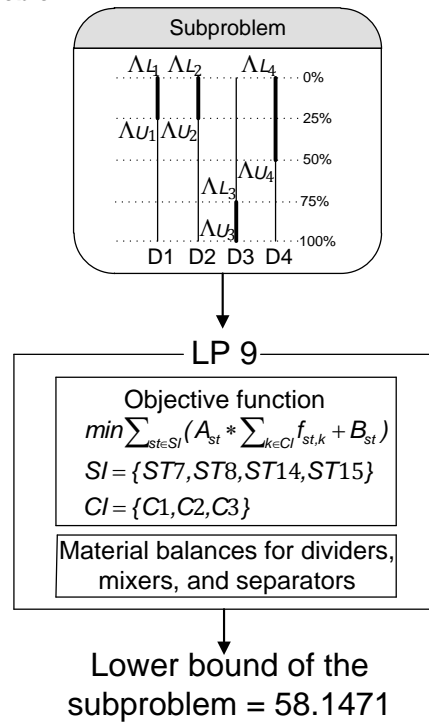 Subproblem
ΛL1 ΛL2 ΛL4
0%
25%
ΛU1 ΛU2
50%
ΛU4
ΛL3
75%
ΛU3
100%
D1 D2 D3 D4
LP 9
Objective function
min∑st∈SI(Ast * ∑k∈CI fst,k + Bst)
SI = {ST7,ST8,ST14,ST15}
CI = {C1,C2,C3}
Material balances for dividers,
mixers, and separators
Lower bound of the
subproblem = 58.1471